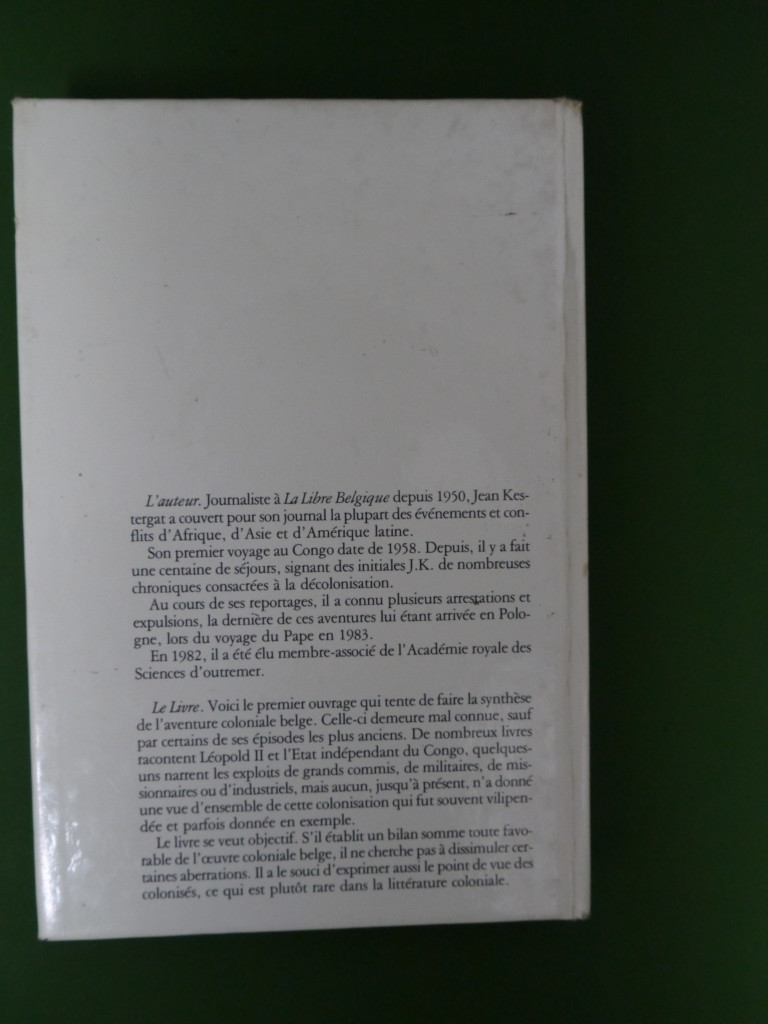 L'auteur. Journaliste à La Libre Belgique depuis 1950, Jean Kes-
tergat a couvert pour son journal la plupart des événements et con-
flits d'Afrique, d'Asie et d'Amérique latine.
Son premier voyage au Congo date de 1958. Depuis, il y a fait
une centaine de séjours, signant des initiales J.K. de nombreuses
chroniques consacrées à la décolonisation.
Au cours de ses reportages, il a connu plusieurs arrestations et
expulsions, la dernière de ces aventures lui étant arrivée en Polo-
gne, lors du voyage du Pape en 1983.
En 1982, il a été élu membre-associé de l'Académie royale des
Sciences d'outremer.
Le Livre. Voici le premier ouvrage qui tente de faire la synthèse
de l'aventure coloniale belge. Celle-ci demeure mal connue, sauf
par certains de ses épisodes les plus anciens. De nombreux livres
racontent Léopold II et l'Etat indépendant du Congo, quelques-
uns narrent les exploits de grands commis, de militaires, de mis-
sionnaires ou d'industriels, mais aucun, jusqu'à présent, n'a donné
une vue d'ensemble de cette colonisation qui fut souvent vilipen-
dée et parfois donnée en exemple.
Le livre se veut objectif. S'il établit un bilan somme toute favo-
rable de l'œuvre coloniale belge, il ne cherche pas à dissimuler cer-
taines aberrations. Il a le souci d'exprimer aussi le point de vue des
colonisés, ce qui est plutôt rare dans la littérature coloniale.